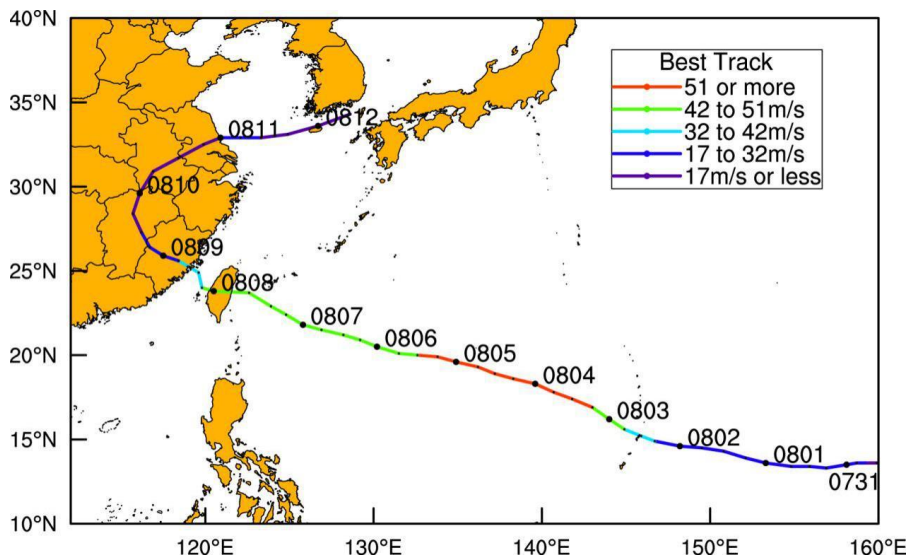 40°N
Best Track
51 or more
42 to 51m/s
32 to 42m/s
17 to 32m/s
17m/s or less
35°N
0812
0811
30°N
0810
0809
25°N
0808
0807
0806
20°N
0805
0804
0803
15°N
0802
0801
0731
10°N
120°E
130°E
140°E
150°E
160°E